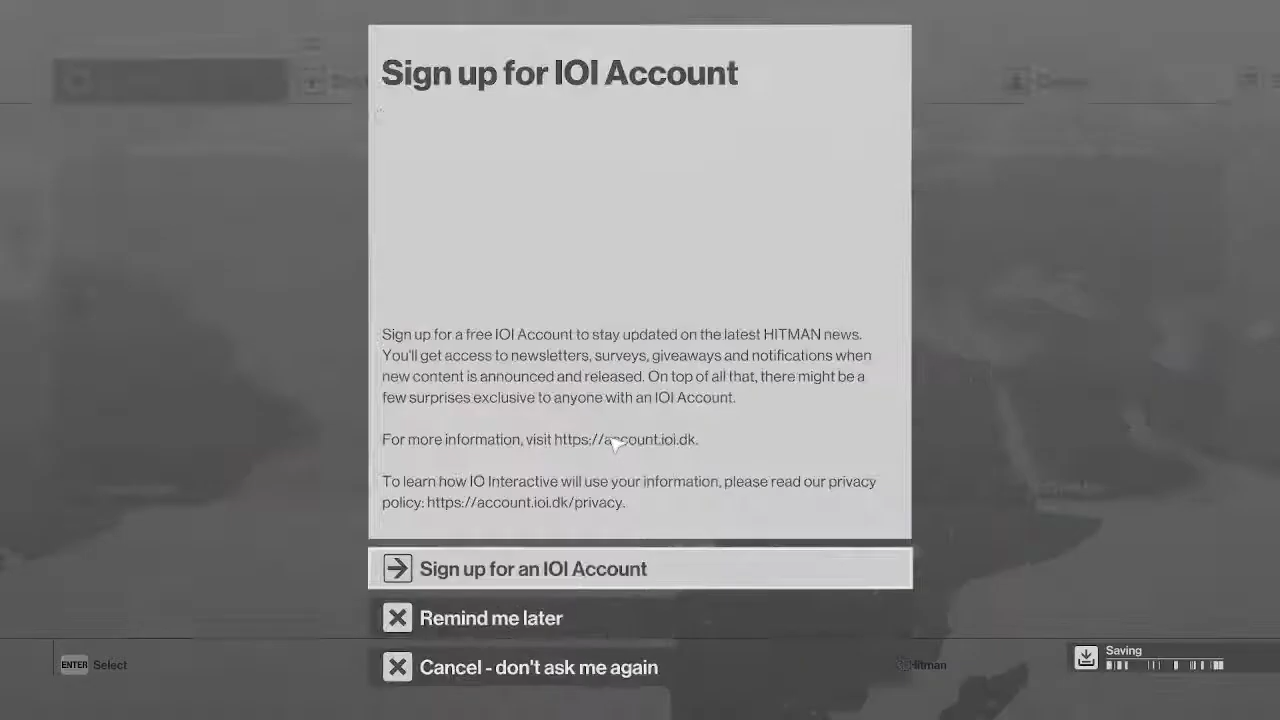 Sign up for IOI Account
Sign up for a free IOI Account to stay updated on the latest HITMAN news.
You'll get access to newsletters, surveys, giveaways and notifications when
new content is announced and released. On top of all that, there might be a
few surprises exclusive to anyone with an IOI Account.
For more information, visit https://account.ioi.dk.
To learn how IO Interactive will use your information, please read our privacy
policy: https://account.ioi.dk/privacy.
Sign up for an IOI Account
Remind me later
Cancel - don't ask me again
ENTER Select
Hitman
Saving